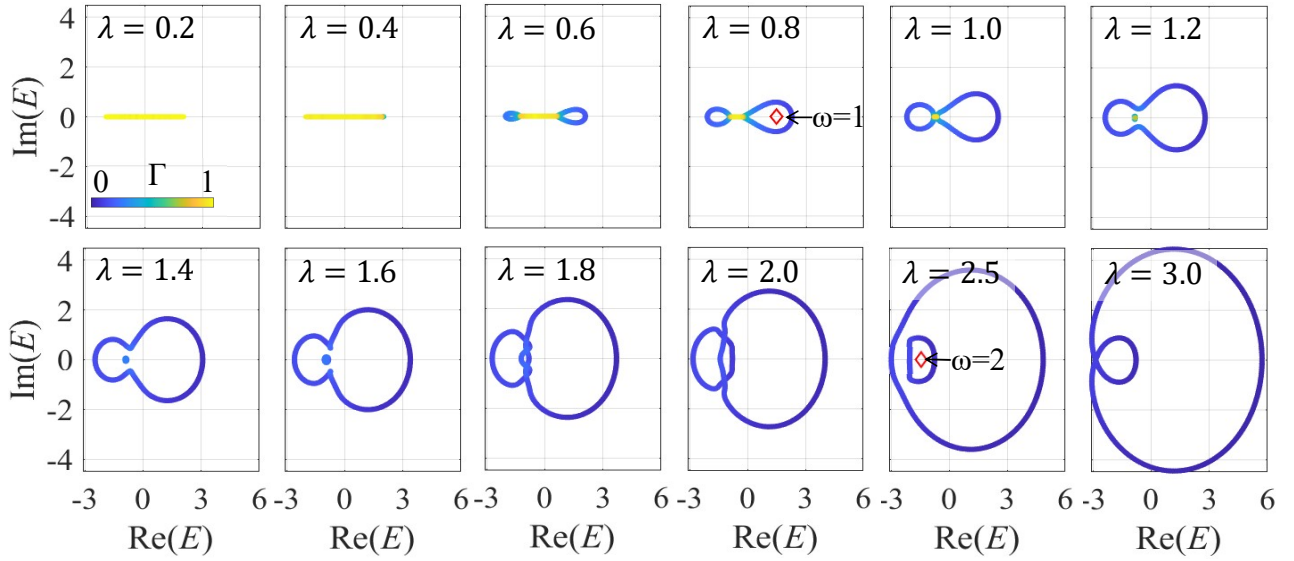 λ = 0.2
λ = 0.4
λ = 0.6
λ = 0.8
λ = 1.0
λ = 1.2
4
2
0
-2
-4
Im(E)
0 Γ 1
ω=1
λ = 1.4
λ = 1.6
λ = 1.8
λ = 2.0
λ = 2.5
λ = 3.0
4
2
0
-2
-4
Im(E)
ω=2
-3 0 3 6
-3 0 3 6
-3 0 3 6
-3 0 3 6
-3 0 3 6
-3 0 3 6
Re(E)
Re(E)
Re(E)
Re(E)
Re(E)
Re(E)